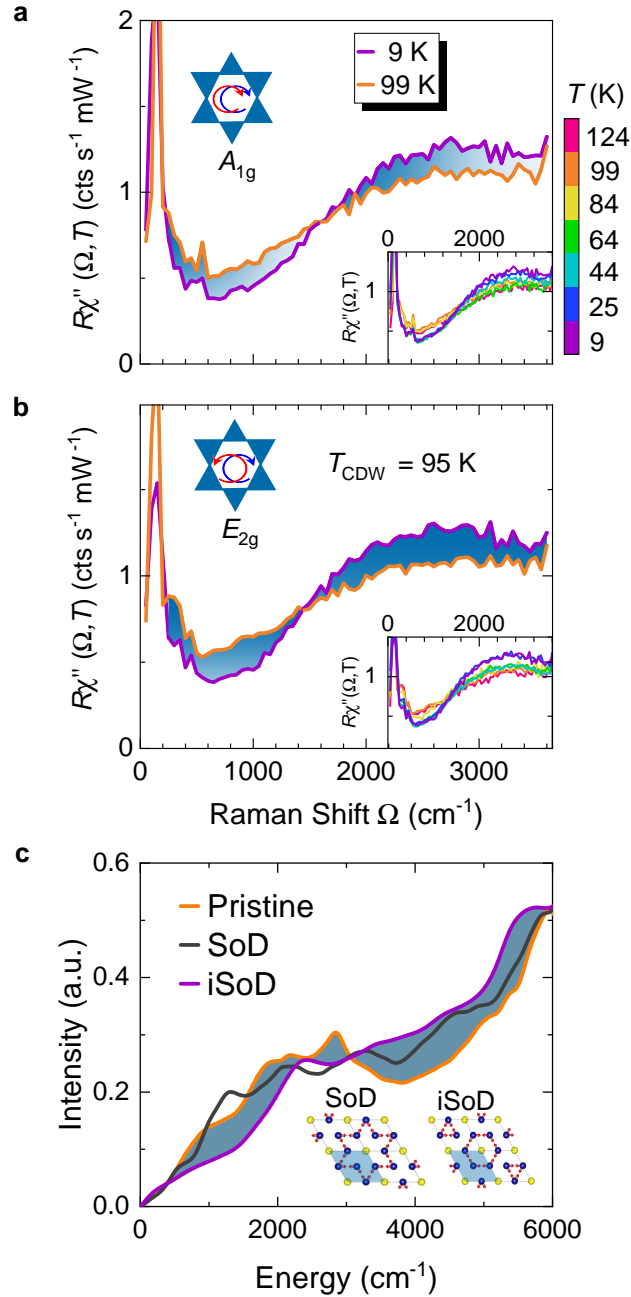 a
2
9 K
99 K
A1g
T (K)
124
99
84
64
44
25
9
Rχ'' (Ω,T) (cts s-1 mW-1)
1
0
0
2000
1
Rχ''(Ω,T)
b
E2g
TCDW = 95 K
Rχ'' (Ω,T) (cts s-1 mW-1)
1
0
0
2000
1
Rχ''(Ω,T)
0
1000
2000
3000
Raman Shift Ω (cm-1)
c
0.6
Pristine
SoD
iSoD
Intensity (a.u.)
0.4
0.2
0.0
SoD
iSoD
0
2000
4000
6000
Energy (cm-1)